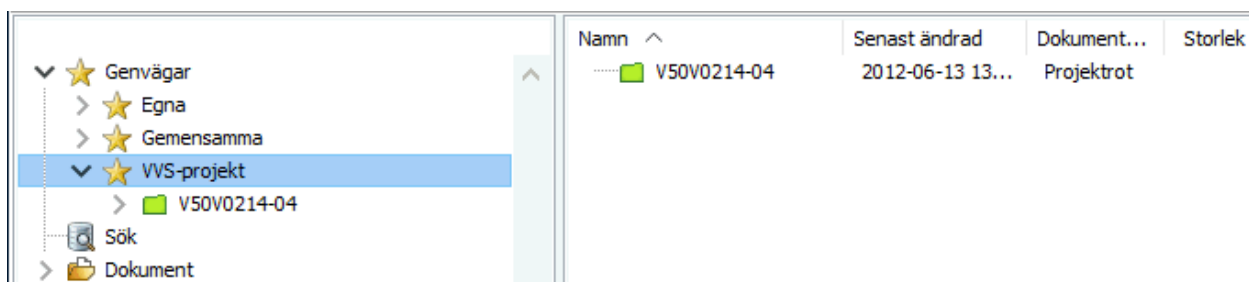 Namn Senast ändrad Dokument... Storlek
V50V0214-04 2012-06-13 13... Projektrot
Genvägar
Egna
Gemensamma
VVS-projekt
V50V0214-04
Sök
Dokument